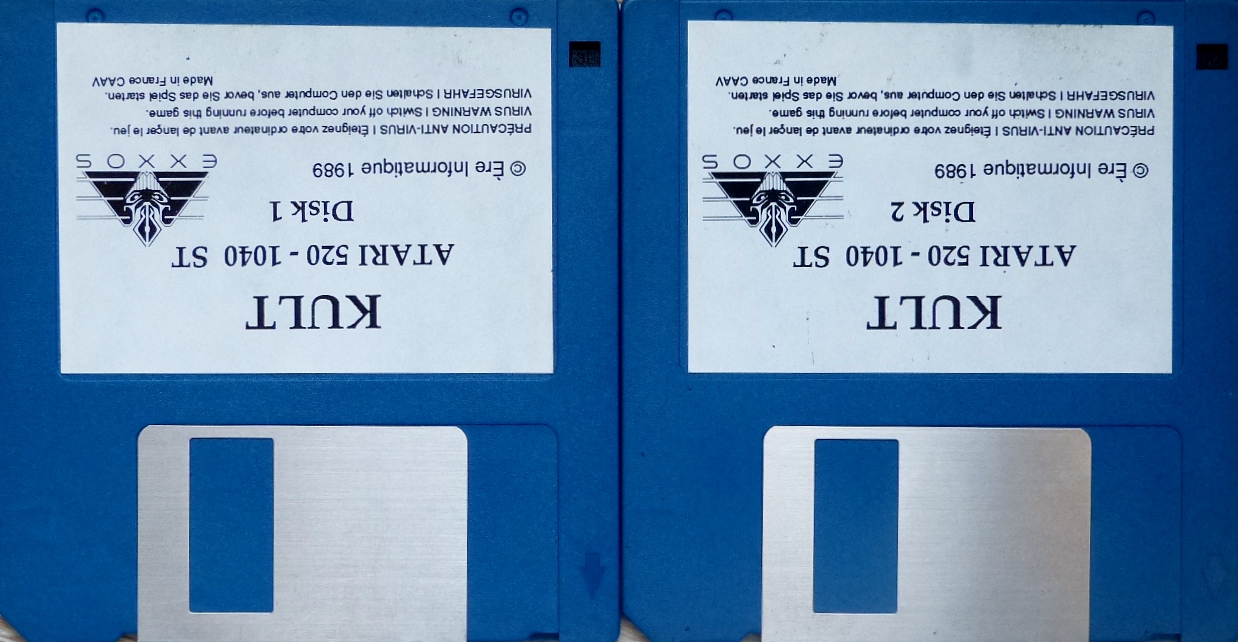 KULT
ATARI 520 - 1040 ST
Disk 1
© Ère Informatique 1989
EXXOS
PRÉCAUTION ANTI-VIRUS ! Éteignez votre ordinateur avant de lançer le jeu.
VIRUS WARNING ! Switch off your computer before running this game.
VIRUSGEFAHR ! Schalten Sie den Computer aus, bevor Sie das Spiel starten.
Made in France CAAV
KULT
ATARI 520 - 1040 ST
Disk 2
© Ère Informatique 1989
EXXOS
PRÉCAUTION ANTI-VIRUS ! Éteignez votre ordinateur avant de lançer le jeu.
VIRUS WARNING ! Switch off your computer before running this game.
VIRUSGEFAHR ! Schalten Sie den Computer aus, bevor Sie das Spiel starten.
Made in France CAAV